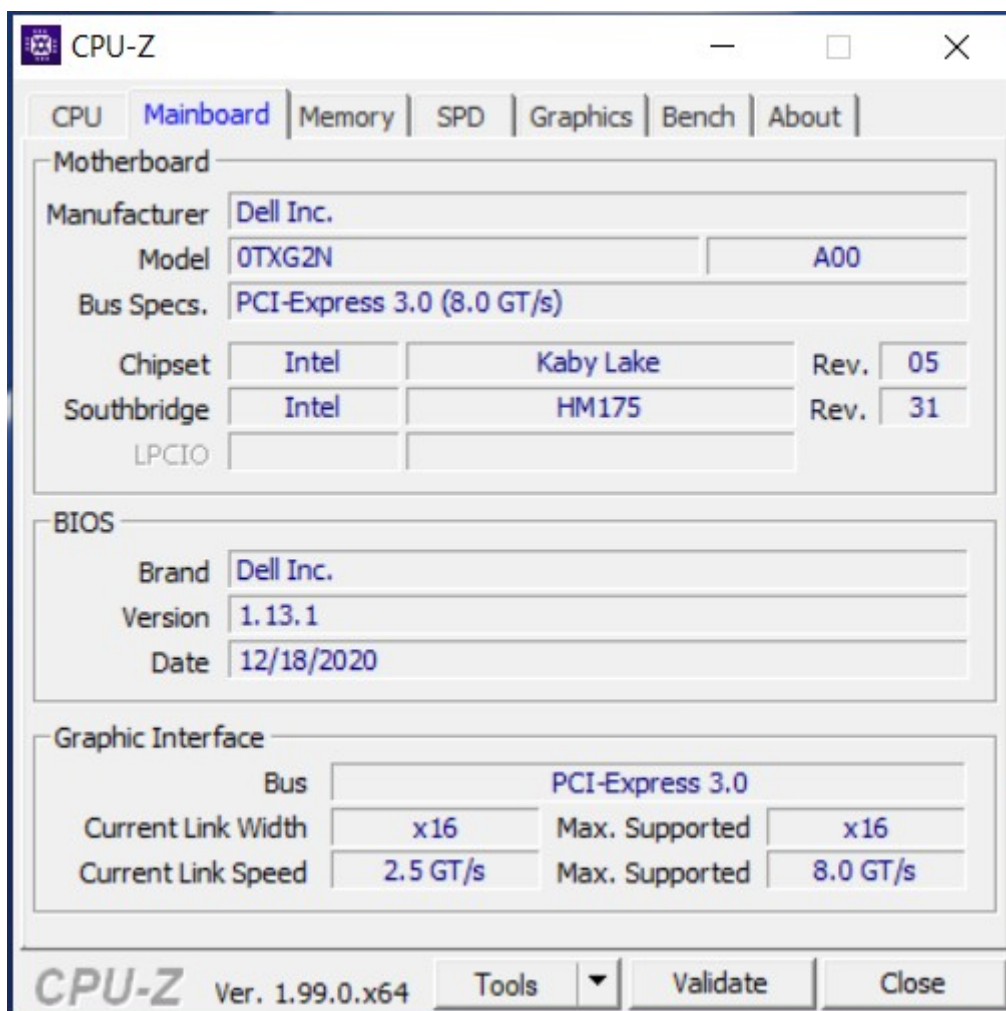 CPU-Z
CPU Mainboard Memory SPD Graphics Bench About
Motherboard
Manufacturer Dell Inc.
Model 0TXG2N A00
Bus Specs. PCI-Express 3.0 (8.0 GT/s)
Chipset Intel Kaby Lake Rev. 05
Southbridge Intel HM175 Rev. 31
LPCIO
BIOS
Brand Dell Inc.
Version 1.13.1
Date 12/18/2020
Graphic Interface
Bus PCI-Express 3.0
Current Link Width x16 Max. Supported x16
Current Link Speed 2.5 GT/s Max. Supported 8.0 GT/s
CPU-Z Ver. 1.99.0.x64 Tools Validate Close